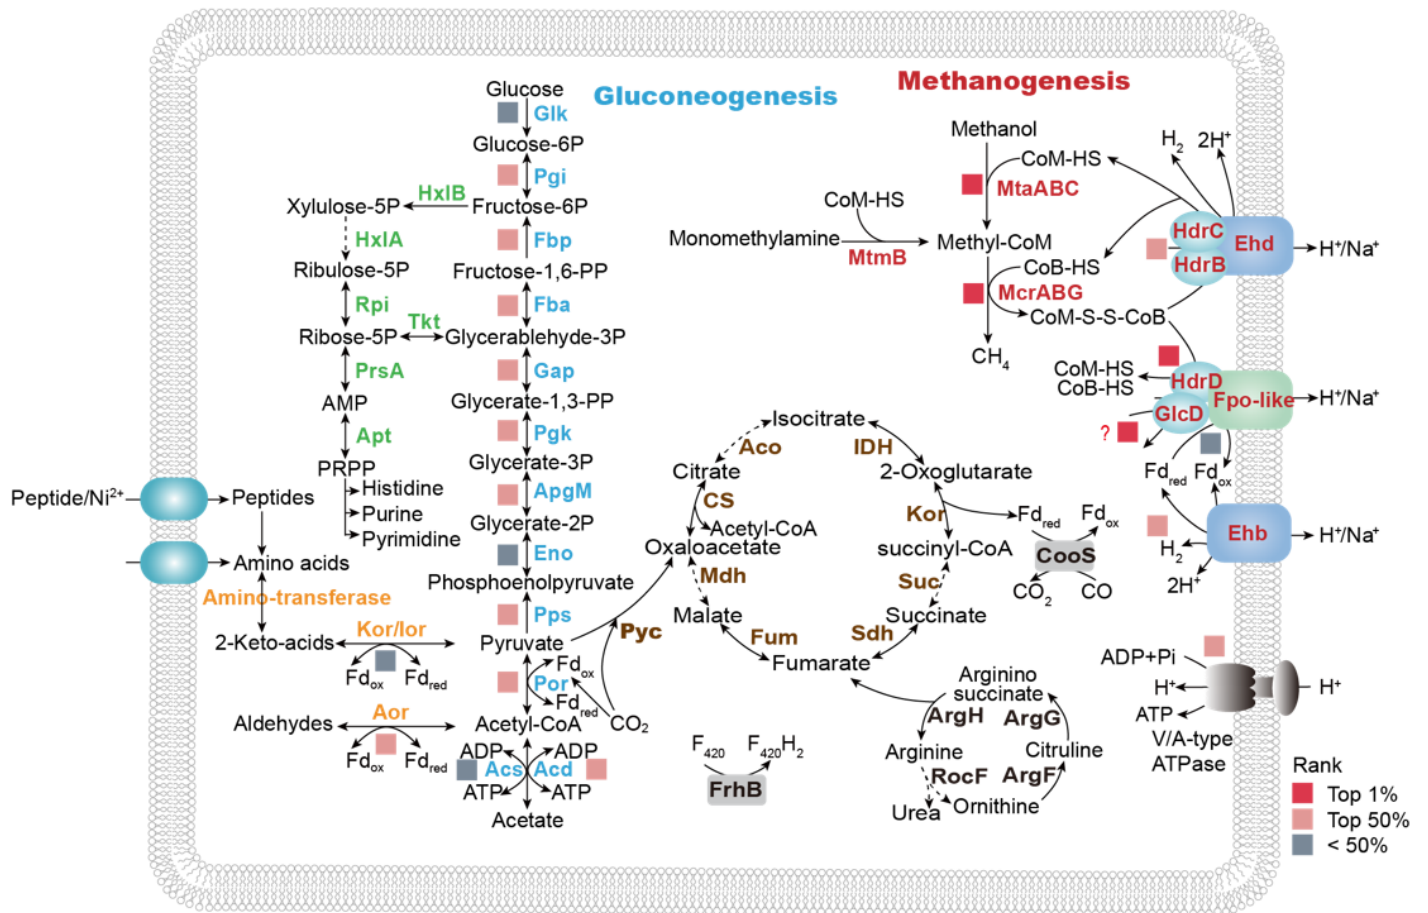 Gluconeogenesis
Methanogenesis
Glucose
Glk
Glucose-6P
Pgi
HxlB
Xylulose-5P
Fructose-6P
HxlA
Fbp
Ribulose-5P
Fructose-1,6-PP
Rpi
Fba
Tkt
Ribose-5P
Glycerablehyde-3P
PrsA
Gap
AMP
Glycerate-1,3-PP
Apt
Pgk
PRPP
Glycerate-3P
Histidine
ApgM
Purine
Glycerate-2P
Pyrimidine
Eno
Peptide/Ni2+
Peptides
Amino acids
Phosphoenolpyruvate
Amino-transferase
Pps
Kor/Ior
2-Keto-acids
Pyruvate
Fdox
Fdred
Fdox
Por
Fdred
Aor
Aldehydes
Acetyl-CoA
CO2
Fdox
Fdred
ADP
ADP
Acs
Acd
ATP
ATP
Acetate
Methanol
CoM-HS
MtaABC
CoM-HS
Monomethylamine
MtmB
Methyl-CoM
CoB-HS
McrABG
CoM-S-S-CoB
CH4
H2
2H+
HdrC
Ehd
HdrB
H+/Na+
CoM-HS
CoB-HS
HdrD
Fpo-like
GlcD
H+/Na+
?
Fdred
Fdox
Ehb
H+/Na+
H2
2H+
Isocitrate
Aco
IDH
Citrate
2-Oxoglutarate
CS
Kor
Acetyl-CoA
Fdred
Fdox
Oxaloacetate
succinyl-CoA
CooS
Mdh
Suc
CO2
CO
Malate
Succinate
Pyc
Fum
Sdh
Fumarate
Arginino
succinate
ArgH
ArgG
Arginine
Citruline
RocF
ArgF
Urea
Ornithine
F420
F420H2
FrhB
ADP+Pi
H+
H+
ATP
V/A-type
ATPase
Rank
Top 1%
Top 50%
< 50%